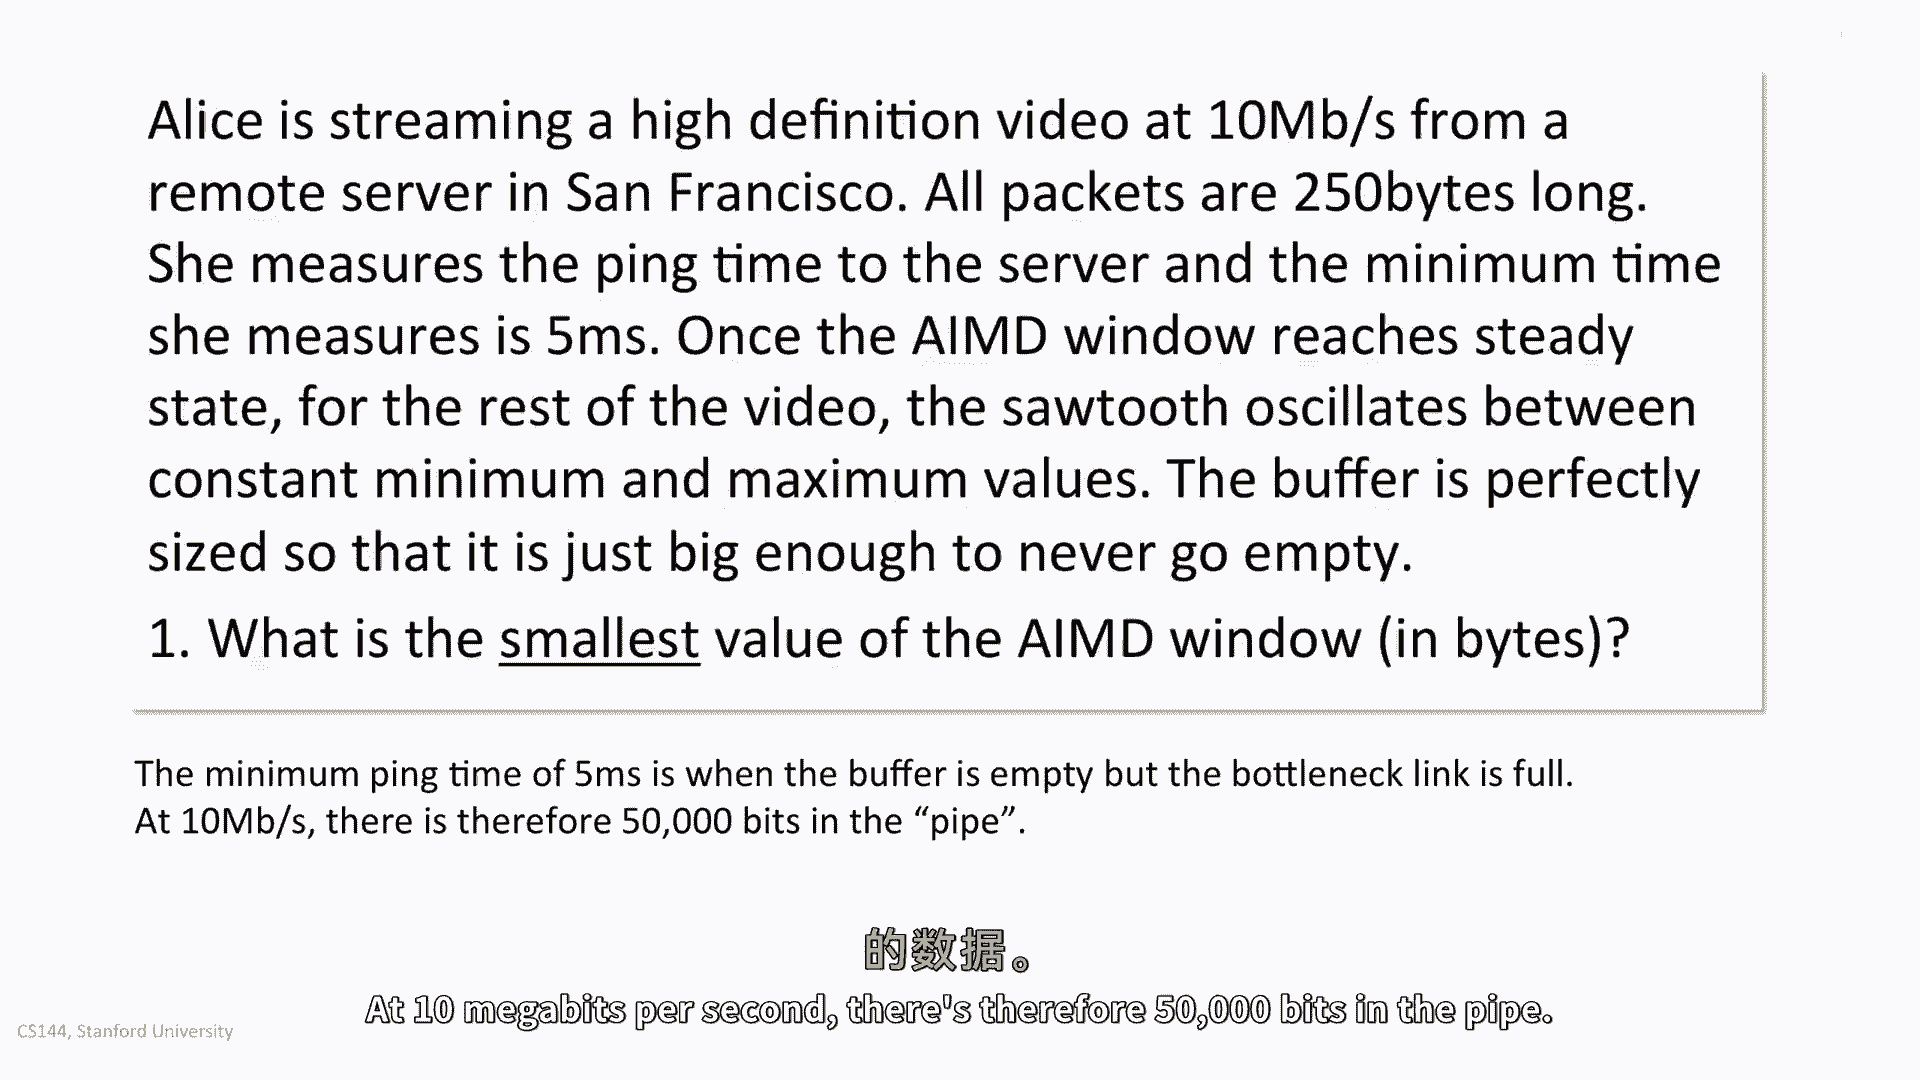 Alice is streaming a high definition video at 10Mb/s from a
remote server in San Francisco. All packets are 250bytes long.
She measures the ping time to the server and the minimum time
she measures is 5ms. Once the AIMD window reaches steady
state, for the rest of the video, the sawtooth oscillates between
constant minimum and maximum values. The buffer is perfectly
sized so that it is just big enough to never go empty.
1. What is the smallest value of the AIMD window (in bytes)?
The minimum ping time of 5ms is when the buffer is empty but the bottleneck link is full.
At 10Mb/s, there is therefore 50,000 bits in the “pipe”.
的数据。
At 10 megabits per second, there's therefore 50,000 bits in the pipe.
CS144, Stanford University